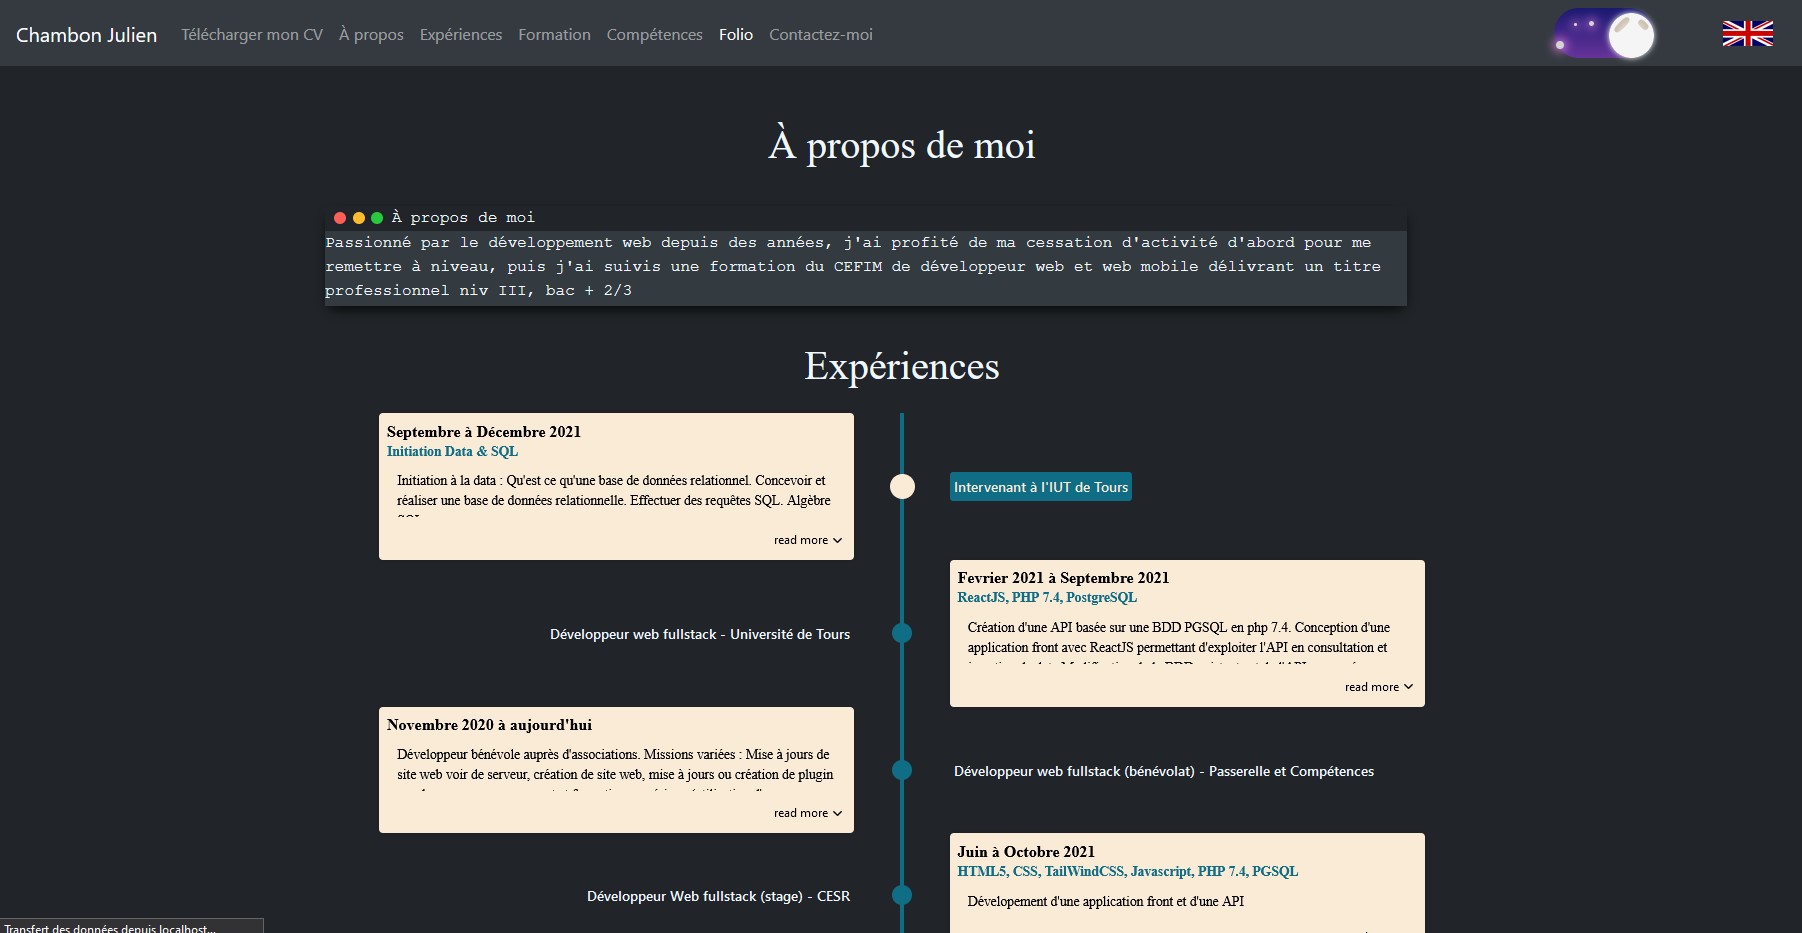 Chambon Julien Télécharger mon CV À propos Expériences Formation Compétences Folio Contactez-moi
À propos de moi
À propos de moi
Passionné par le développement web depuis des années, j'ai profité de ma cessation d'activité d'abord pour me
remettre à niveau, puis j'ai suivis une formation du CEFIM de développeur web et web mobile délivrant un titre
professionnel niv III, bac + 2/3
Expériences
Septembre à Décembre 2021
Initiation Data & SQL
Initiation à la data : Qu'est ce qu'une base de données relationnel. Concevoir et
réaliser une base de données relationnelle. Effectuer des requêtes SQL. Algèbre
read more
Intervenant à l'IUT de Tours
Fevrier 2021 à Septembre 2021
ReactJS, PHP 7.4, PostgreSQL
Création d'une API basée sur une BDD PGSQL en php 7.4. Conception d'une
application front avec ReactJS permettant d'exploiter l'API en consultation et
read more
Développeur web fullstack - Université de Tours
Novembre 2020 à aujourd'hui
Développeur bénévole auprès d'associations. Missions variées : Mise à jours de
site web voir de serveur, création de site web, mise à jours ou création de plugin
read more
Développeur web fullstack (bénévolat) - Passerelle et Compétences
Juin à Octobre 2021
HTML5, CSS, TailWindCSS, Javascript, PHP 7.4, PGSQL
Dévelopement d'une application front et d'une API
Développeur Web fullstack (stage) - CESR
Transfert des données depuis localhost...